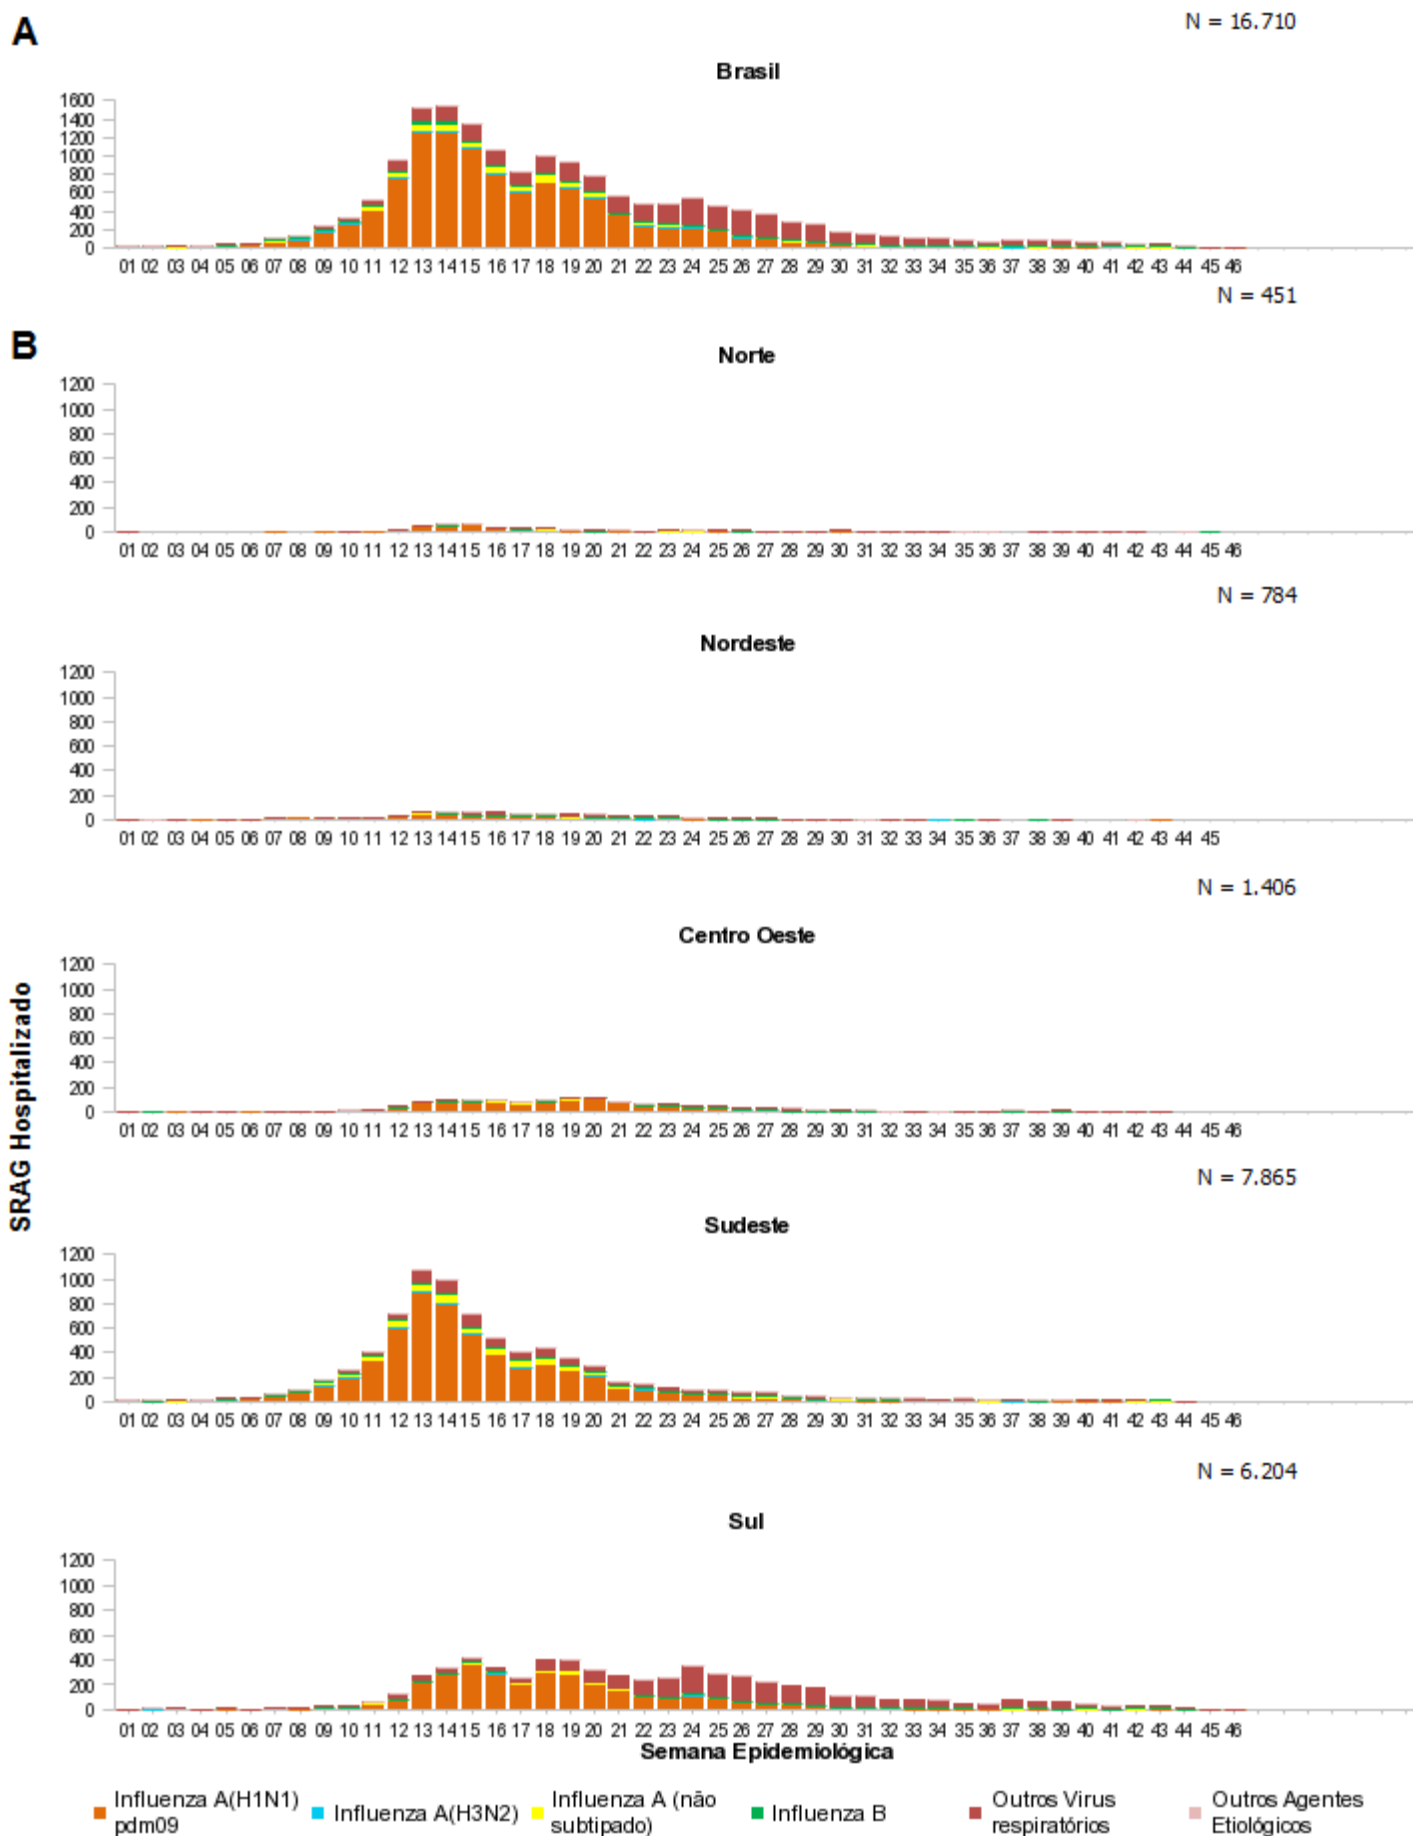 A
N = 16.710
Brasil
1600
1400
1200
1000
800
600
400
200
0
01 02 03 04 05 06 07 08 09 10 11 12 13 14 15 16 17 18 19 20 21 22 23 24 25 26 27 28 29 30 31 32 33 34 35 36 37 38 39 40 41 42 43 44 45 46
N = 451
B
Norte
1200
1000
800
600
400
200
0
01 02 03 04 05 06 07 08 09 10 11 12 13 14 15 16 17 18 19 20 21 22 23 24 25 26 27 28 29 30 31 32 33 34 35 36 37 38 39 40 41 42 43 44 45 46
N = 784
Nordeste
1200
1000
800
600
400
200
0
01 02 03 04 05 06 07 08 09 10 11 12 13 14 15 16 17 18 19 20 21 22 23 24 25 26 27 28 29 30 31 32 33 34 35 36 37 38 39 40 41 42 43 44 45
N = 1.406
Centro Oeste
1200
1000
800
600
400
200
0
01 02 03 04 05 06 07 08 09 10 11 12 13 14 15 16 17 18 19 20 21 22 23 24 25 26 27 28 29 30 31 32 33 34 35 36 37 38 39 40 41 42 43 44 45 46
SRAG Hospitalizado
N = 7.865
Sudeste
1200
1000
800
600
400
200
0
01 02 03 04 05 06 07 08 09 10 11 12 13 14 15 16 17 18 19 20 21 22 23 24 25 26 27 28 29 30 31 32 33 34 35 36 37 38 39 40 41 42 43 44 45 46
N = 6.204
Sul
1200
1000
800
600
400
200
0
01 02 03 04 05 06 07 08 09 10 11 12 13 14 15 16 17 18 19 20 21 22 23 24 25 26 27 28 29 30 31 32 33 34 35 36 37 38 39 40 41 42 43 44 45 46
Semana Epidemiológica
Influenza A(H1N1)
pdm09
Influenza A(H3N2)
Influenza A (não
subtipado)
Influenza B
Outros Virus
respiratórios
Outros Agentes
Etiológicos